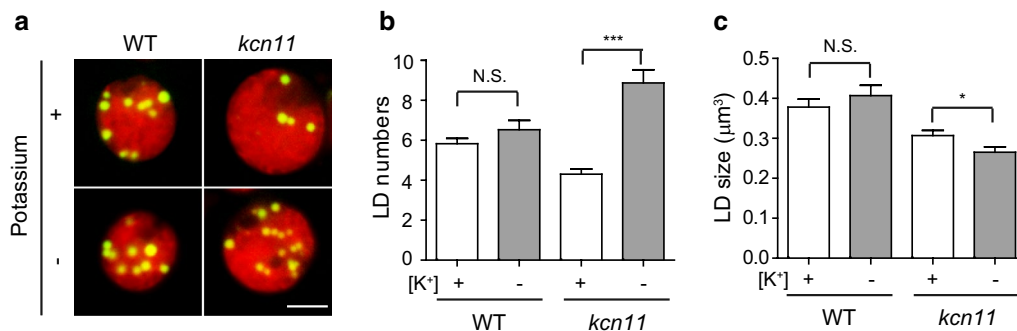 a
WT
kcn11
Potassium
+
-
b
LD numbers
10
8
6
4
2
0
N.S.
***
[K⁺]
+
-
+
-
WT
kcn11
c
LD size (μm³)
0.5
0.4
0.3
0.2
0.1
0.0
N.S.
*
[K⁺]
+
-
+
-
WT
kcn11